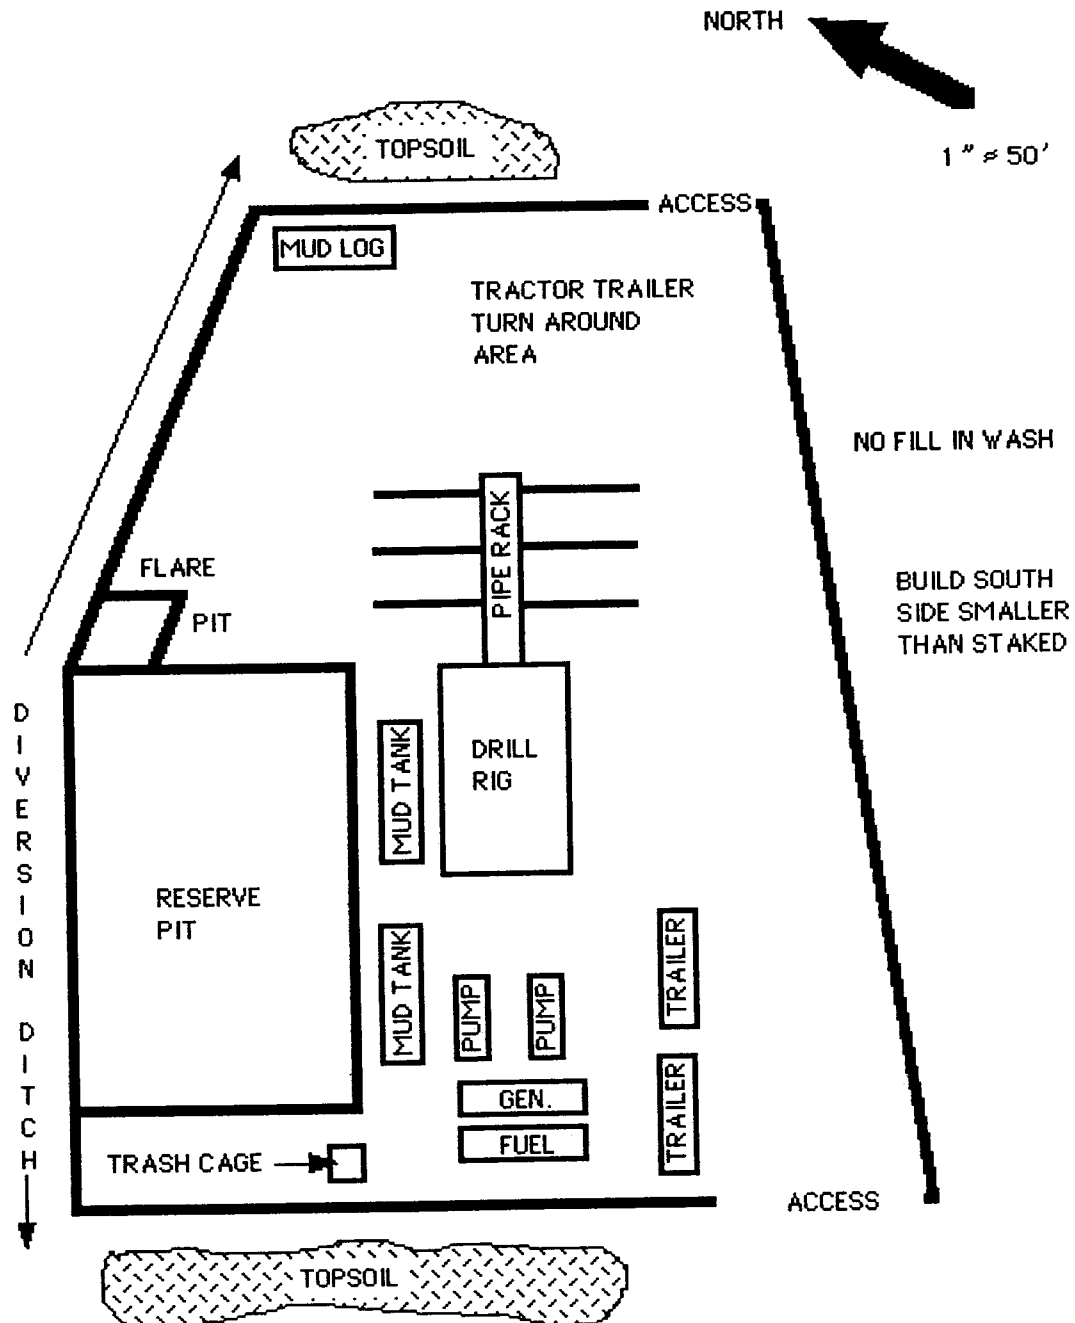 NORTH
1" ≈ 50'
TOPSOIL
ACCESS
MUD LOG
TRACTOR TRAILER
TURN AROUND
AREA
NO FILL IN WASH
PIPE RACK
FLARE
PIT
BUILD SOUTH
SIDE SMALLER
THAN STAKED
DIVERSION DITCH
MUD TANK
DRILL
RIG
RESERVE
PIT
MUD TANK
PUMP
PUMP
TRAILER
GEN.
FUEL
TRAILER
TRASH CAGE
ACCESS
TOPSOIL